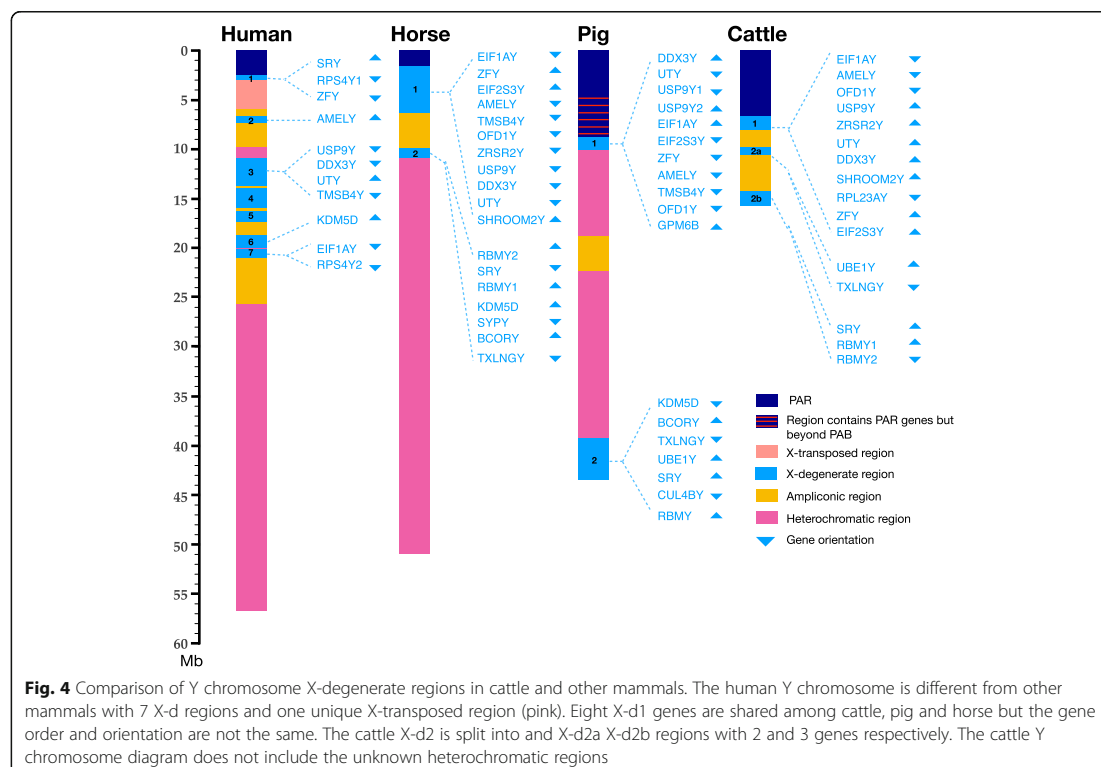 Human
Horse
Pig
Cattle
0
5
10
15
20
25
30
35
40
45
50
55
60
Mb
1
2
3
4
5
6
7
SRY
RPS4Y1
ZFY
AMELY
USP9Y
DDX3Y
UTY
TMSB4Y
KDM5D
EIF1AY
RPS4Y2
1
2
EIF1AY
ZFY
EIF2S3Y
AMELY
TMSB4Y
OFD1Y
ZRSR2Y
USP9Y
DDX3Y
UTY
SHROOM2Y
RBMY2
SRY
RBMY1
KDM5D
SYPY
BCORY
TXLNGY
1
2
DDX3Y
UTY
USP9Y1
USP9Y2
EIF1AY
EIF2S3Y
ZFY
AMELY
TMSB4Y
OFD1Y
GPM6B
KDM5D
BCORY
TXLNGY
UBE1Y
SRY
CUL4BY
RBMY
1
2a
2b
EIF1AY
AMELY
OFD1Y
USP9Y
ZRSR2Y
UTY
DDX3Y
SHROOM2Y
RPL23AY
ZFY
EIF2S3Y
UBE1Y
TXLNGY
SRY
RBMY1
RBMY2
PAR
Region contains PAR genes but
beyond PAB
X-transposed region
X-degenerate region
Ampliconic region
Heterochromatic region
Gene orientation
Fig. 4 Comparison of Y chromosome X-degenerate regions in cattle and other mammals. The human Y chromosome is different from other
mammals with 7 X-d regions and one unique X-transposed region (pink). Eight X-d1 genes are shared among cattle, pig and horse but the gene
order and orientation are not the same. The cattle X-d2 is split into and X-d2a X-d2b regions with 2 and 3 genes respectively. The cattle Y
chromosome diagram does not include the unknown heterochromatic regions